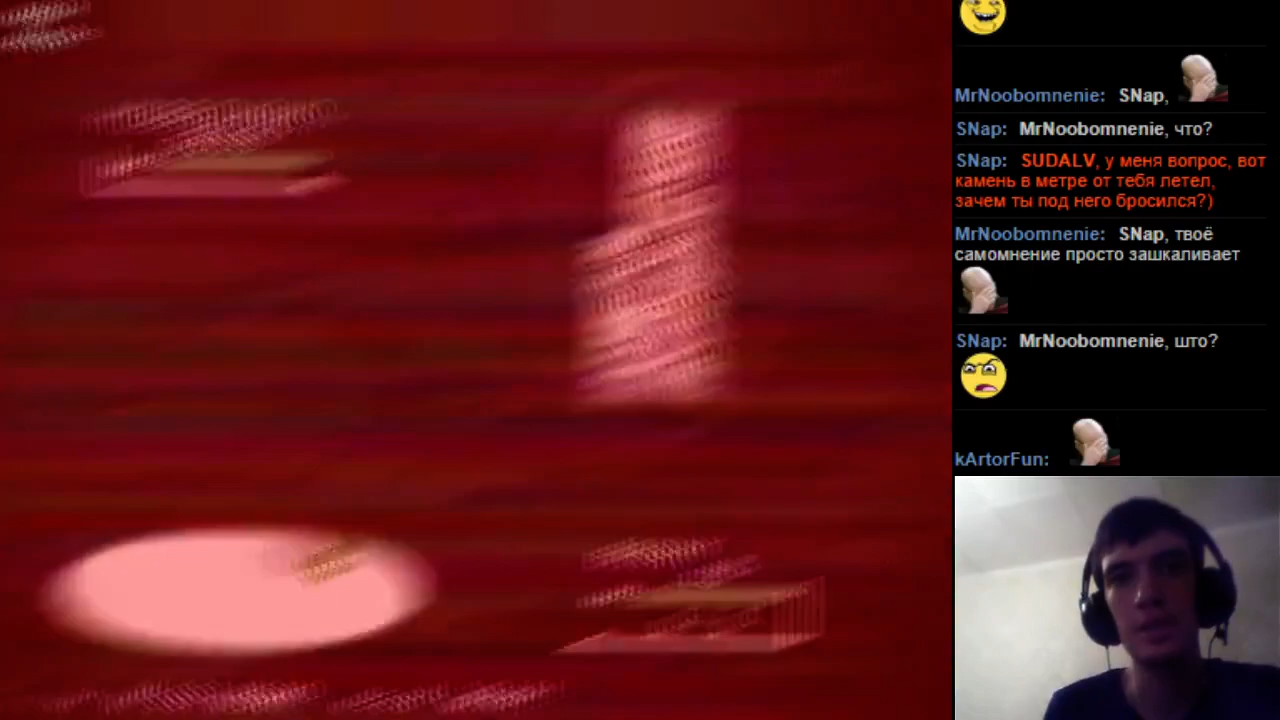 MrNoobomnenie: SNap,
SNap: MrNoobomnenie, что?
SNap: SUDALV, у меня вопрос, вот
камень в метре от тебя летел,
зачем ты под него бросился?)
MrNoobomnenie: SNap, твоё
самомнение просто зашкаливает
SNap: MrNoobomnenie, што?
kArtorFun: